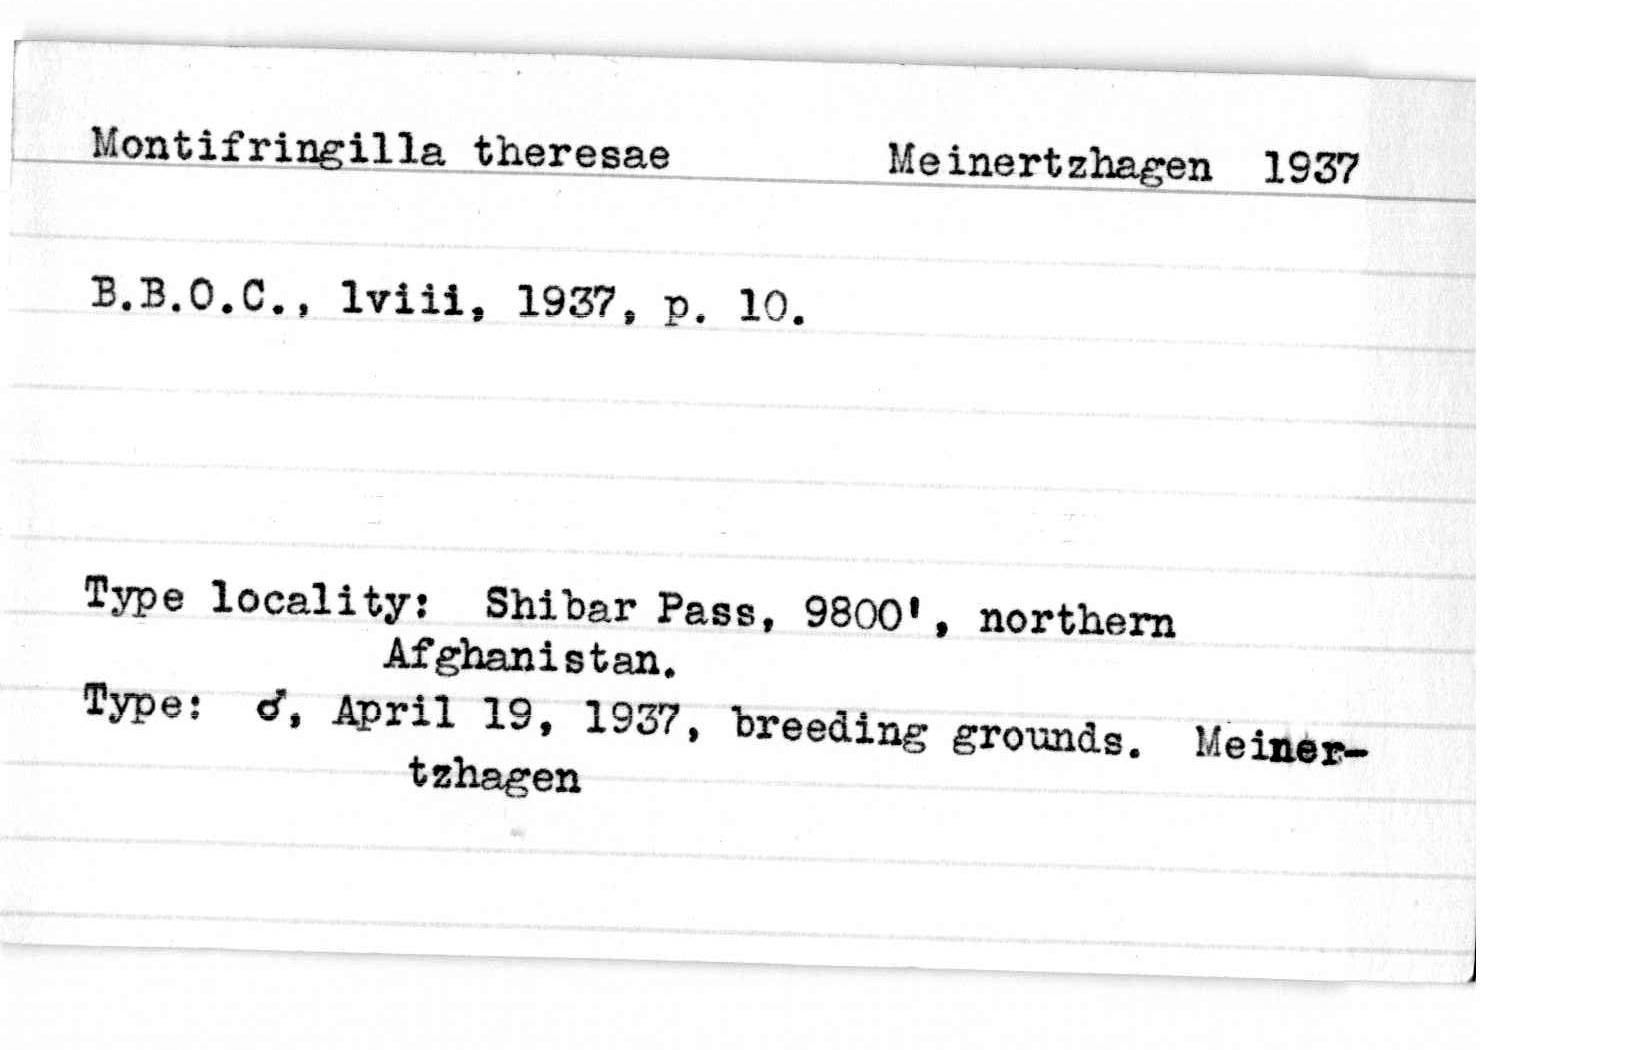 Montifringilla theresae Meinertzhagen 1937
B.B.O.C., lviii, 1937, p. 10.
Type locality: Shibar Pass, 9800', northern
Afghanistan.
Type: ♂, April 19, 1937, breeding grounds. Meiner-
tzhagen